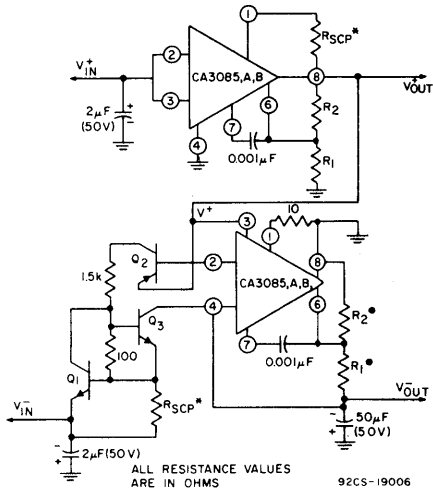 V+IN
2μF
(50V)
+
-
2
3
4
CA3085,A,B
1
7
6
8
RSCP*
R2
R1
0.001μF
V+OUT
V+
10
1
3
2
4
CA3085,A,B,
8
6
7
0.001μF
R2●
R1●
V-OUT
-
+
50μF
(50V)
Q2
1.5k
Q3
100
Q1
RSCP*
V-IN
-
+
2μF(50V)
ALL RESISTANCE VALUES
ARE IN OHMS
92CS-19006